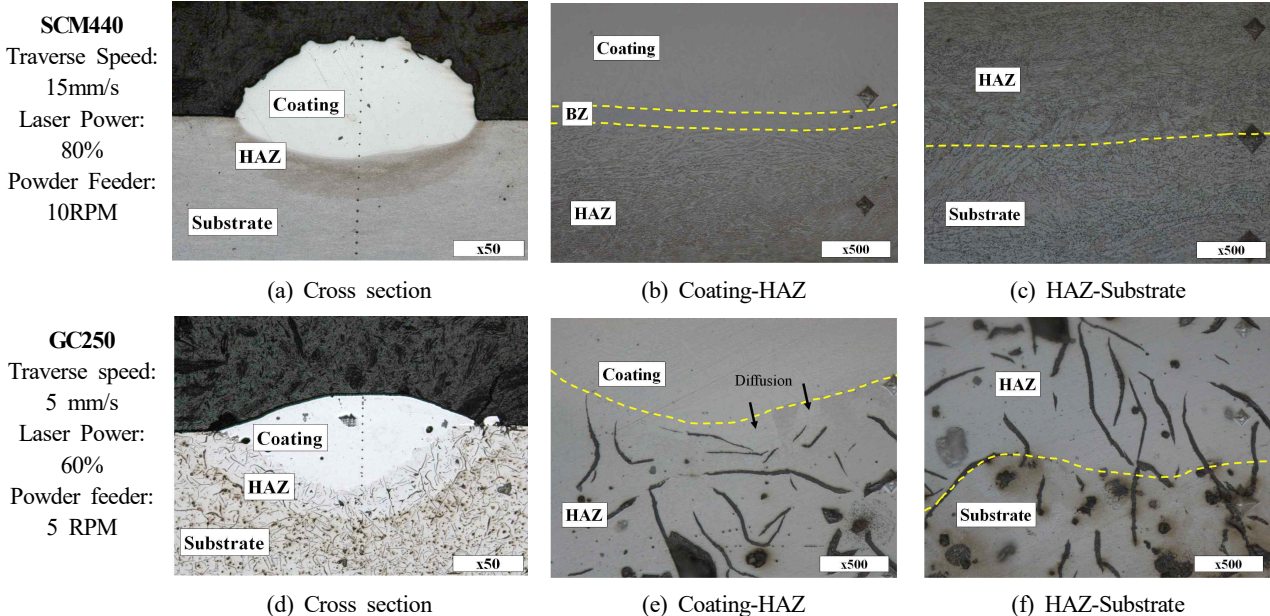 SCM440
Traverse Speed:
15mm/s
Laser Power:
80%
Powder Feeder:
10RPM
Coating
HAZ
Substrate
x50
(a) Cross section
Coating
BZ
HAZ
x500
(b) Coating-HAZ
HAZ
Substrate
x500
(c) HAZ-Substrate
GC250
Traverse speed:
5 mm/s
Laser Power:
60%
Powder feeder:
5 RPM
Coating
HAZ
Substrate
x50
(d) Cross section
Coating
Diffusion
HAZ
x500
(e) Coating-HAZ
HAZ
Substrate
x500
(f) HAZ-Substrate